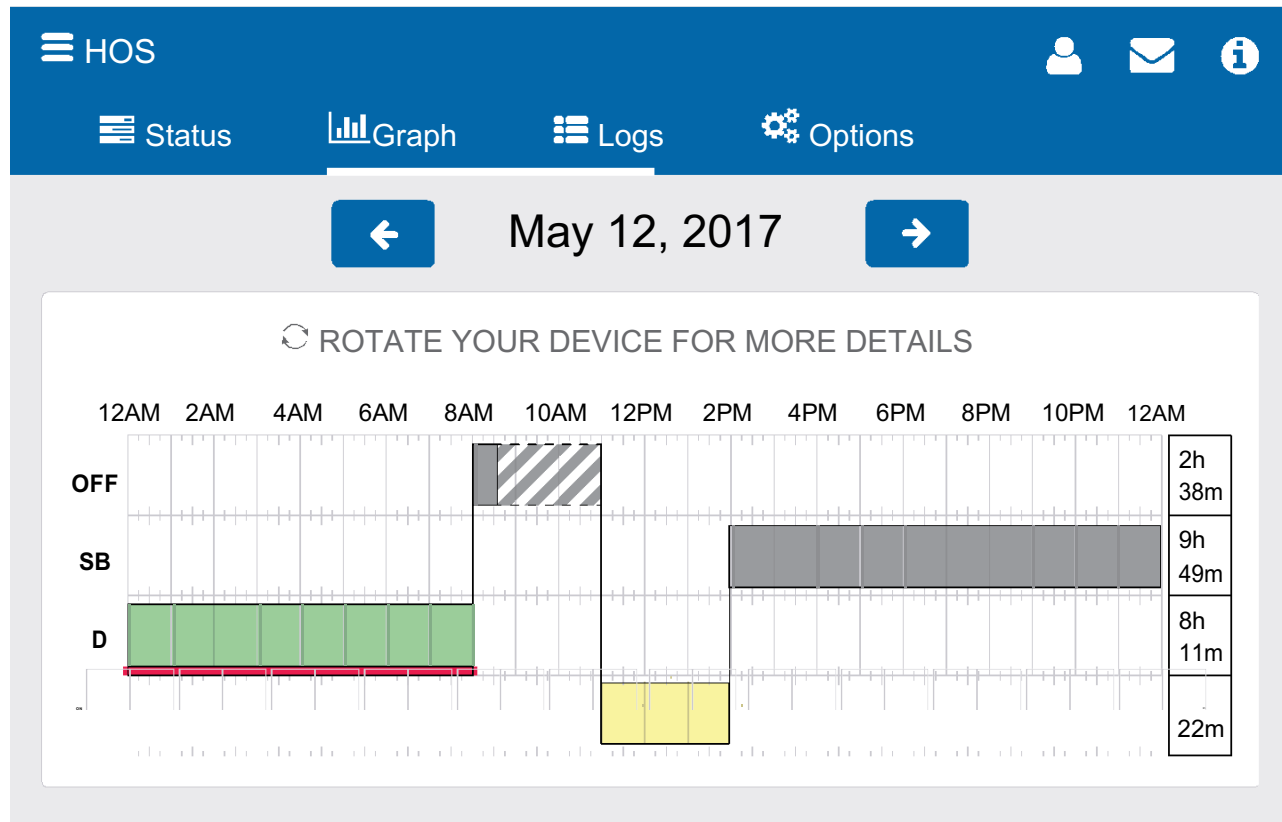 HOS
Status Graph Logs Options
May 12, 2017
ROTATE YOUR DEVICE FOR MORE DETAILS
12AM 2AM 4AM 6AM 8AM 10AM 12PM 2PM 4PM 6PM 8PM 10PM 12AM
OFF
2h
38m
SB
9h
49m
D
8h
11m
22m